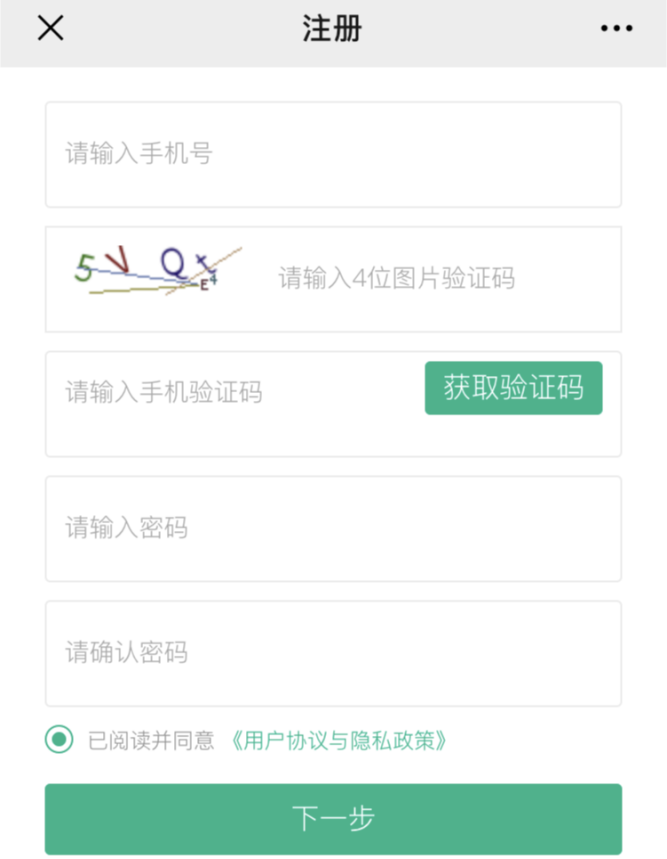 注册
请输入手机号
5VQx
E4
请输入4位图片验证码
请输入手机验证码
获取验证码
请输入密码
请确认密码
已阅读并同意 《用户协议与隐私政策》
下一步